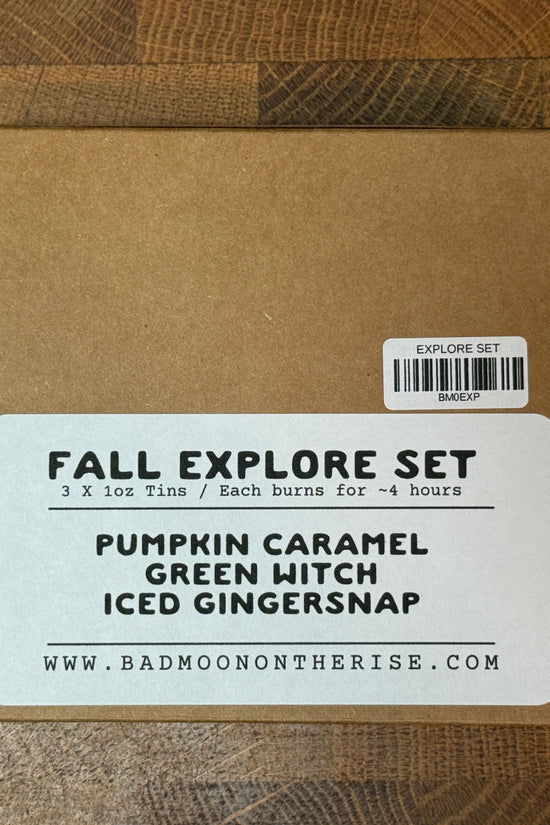 EXPLORE SET
BM0EXP
FALL EXPLORE SET
3 X 1oz Tins / Each burns for ~4 hours
PUMPKIN CARAMEL
GREEN WITCH
ICED GINGERSNAP
WWW.BADMOONONTHERISE.COM